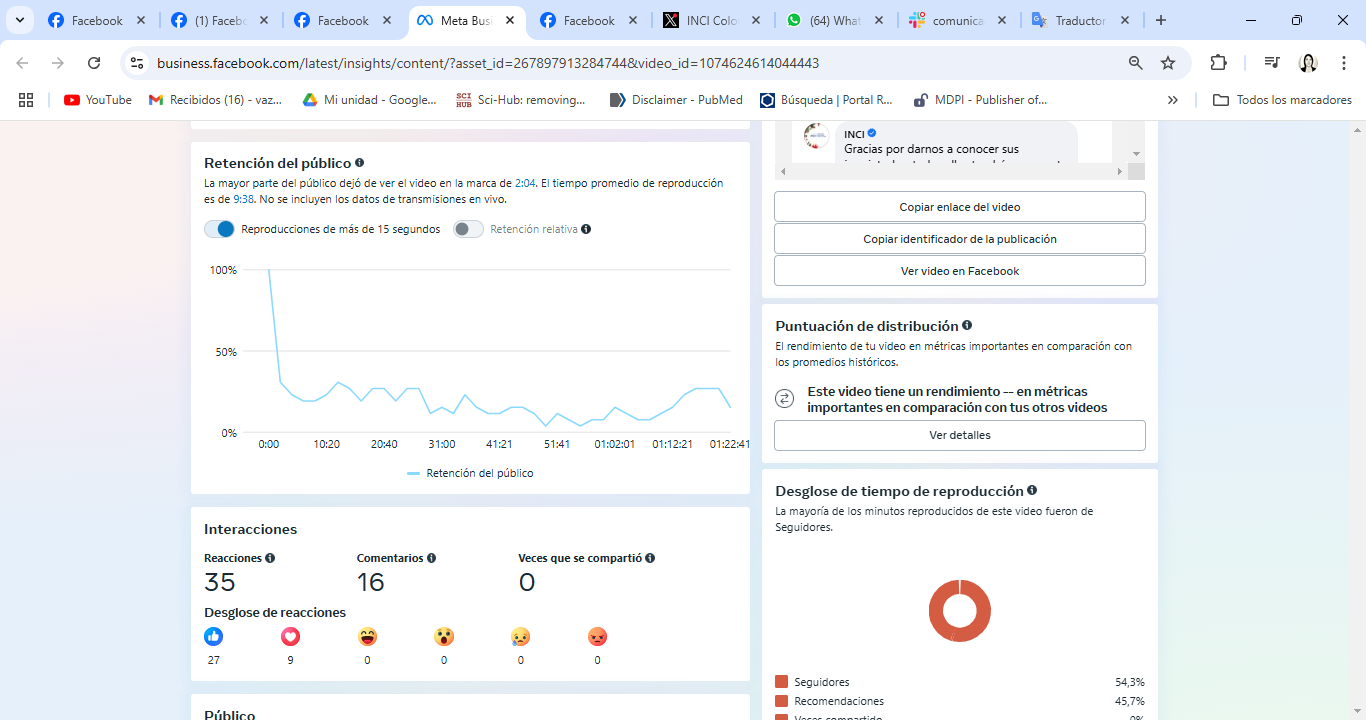 Facebook
(1) Faceb
Facebook
Meta Busi
Facebook
INCI Colo
(64) What
comunica
Traductor
business.facebook.com/latest/insights/content/?asset_id=267897913284744&video_id=1074624614044443
YouTube
Recibidos (16) - vaz...
Mi unidad - Google...
SCI HUB
Sci-Hub: removing...
Disclaimer - PubMed
Búsqueda | Portal R...
MDPI - Publisher of...
Todos los marcadores
Retención del público
La mayor parte del público dejó de ver el video en la marca de 2:04. El tiempo promedio de reproducción
es de 9:38. No se incluyen los datos de transmisiones en vivo.
Reproducciones de más de 15 segundos
Retención relativa
100%
50%
0%
0:00
10:20
20:40
31:00
41:21
51:41
01:02:01
01:12:21
01:22:41
Retención del público
Interacciones
Reacciones
Comentarios
Veces que se compartió
35
16
0
Desglose de reacciones
27
9
0
0
0
0
Público
INCI
Gracias por darnos a conocer sus
Copiar enlace del video
Copiar identificador de la publicación
Ver video en Facebook
Puntuación de distribución
El rendimiento de tu video en métricas importantes en comparación con
los promedios históricos.
Este video tiene un rendimiento -- en métricas
importantes en comparación con tus otros videos
Ver detalles
Desglose de tiempo de reproducción
La mayoría de los minutos reproducidos de este video fueron de
Seguidores.
Seguidores
54,3%
Recomendaciones
45,7%
Veces compartido
0%